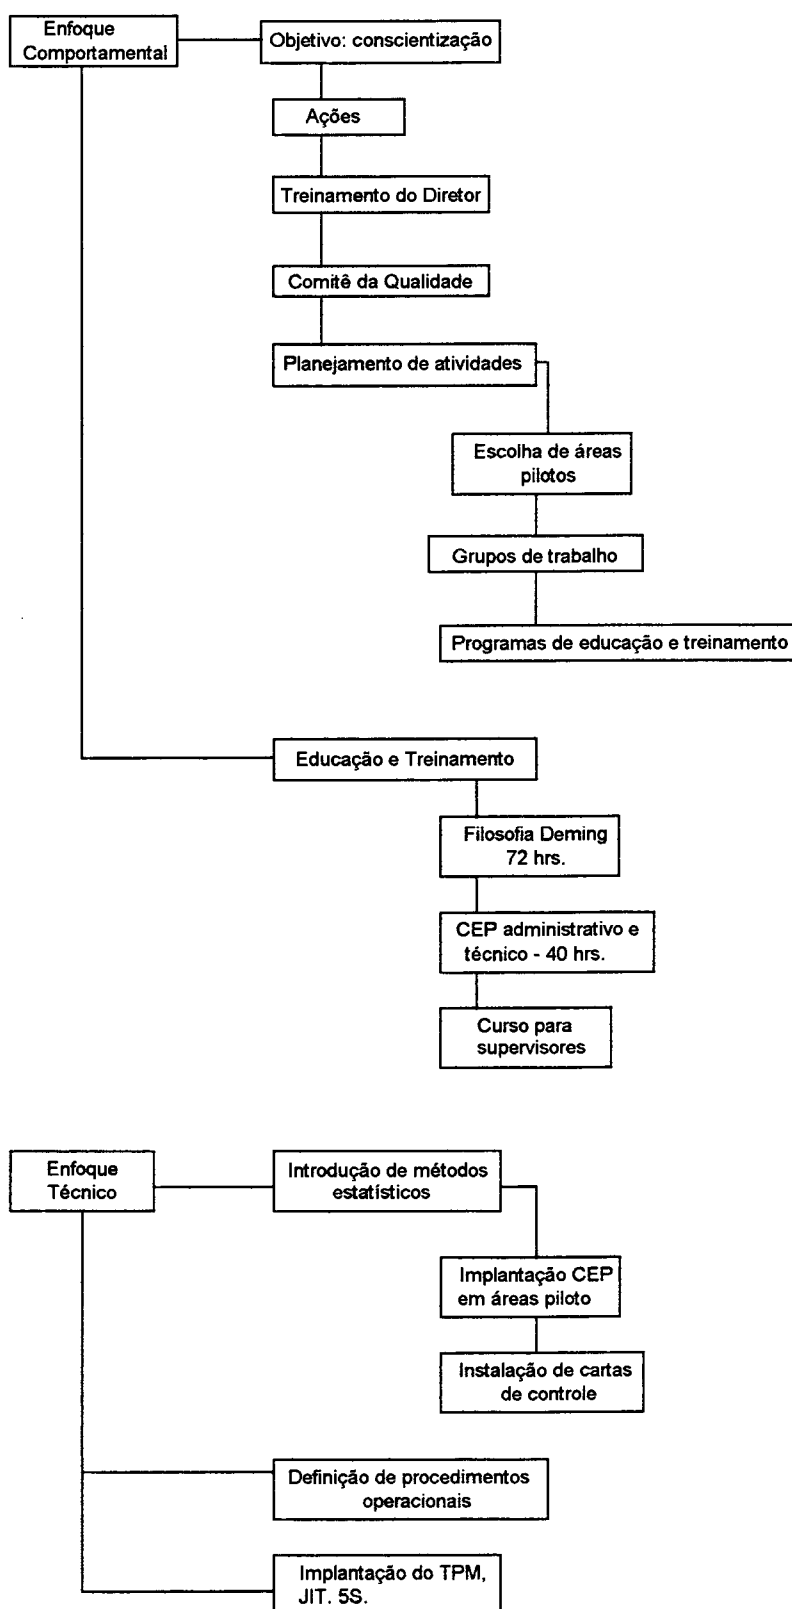 Enfoque
Comportamental
Objetivo: conscientização
Ações
Treinamento do Diretor
Comitê da Qualidade
Planejamento de atividades
Escolha de áreas
pilotos
Grupos de trabalho
Programas de educação e treinamento
Educação e Treinamento
Filosofia Deming
72 hrs.
CEP administrativo e
técnico - 40 hrs.
Curso para
supervisores
Enfoque
Técnico
Introdução de métodos
estatísticos
Implantação CEP
em áreas piloto
Instalação de cartas
de controle
Definição de procedimentos
operacionais
Implantação do TPM,
JIT. 5S.